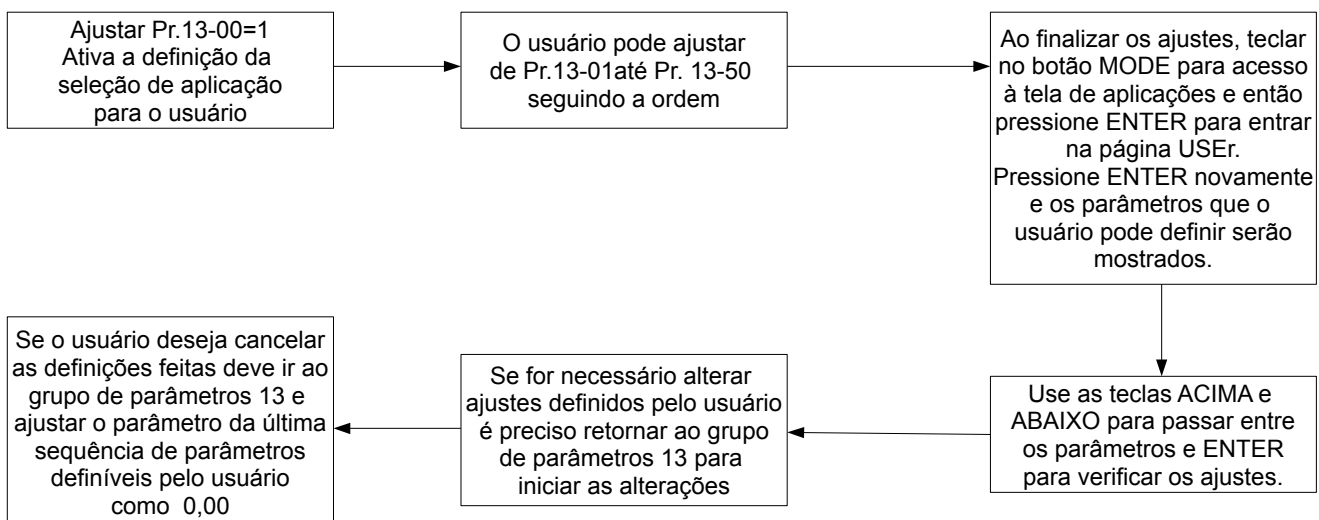 Ajustar Pr.13-00=1
Ativa a definição da
seleção de aplicação
para o usuário
O usuário pode ajustar
de Pr.13-01até Pr. 13-50
seguindo a ordem
Ao finalizar os ajustes, teclar
no botão MODE para acesso
à tela de aplicações e então
pressione ENTER para entrar
na página USEr.
Pressione ENTER novamente
e os parâmetros que o
usuário pode definir serão
mostrados.
Use as teclas ACIMA e
ABAIXO para passar entre
os parâmetros e ENTER
para verificar os ajustes.
Se for necessário alterar
ajustes definidos pelo usuário
é preciso retornar ao grupo
de parâmetros 13 para
iniciar as alterações
Se o usuário deseja cancelar
as definições feitas deve ir ao
grupo de parâmetros 13 e
ajustar o parâmetro da última
sequência de parâmetros
definíveis pelo usuário
como 0,00